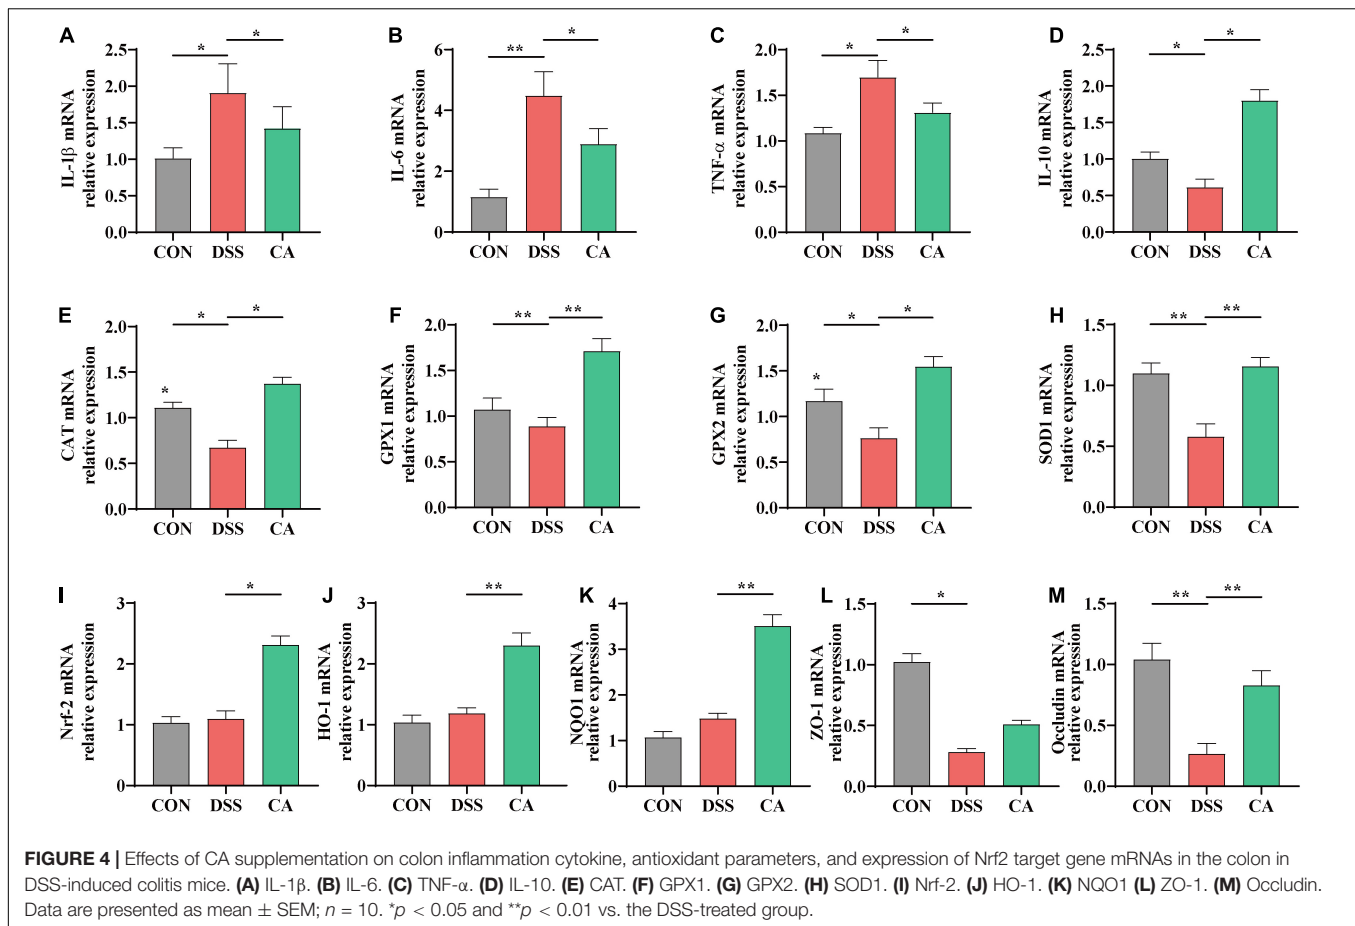 A
IL-1β mRNA
relative expression
2.5
2.0
1.5
1.0
0.5
0.0
*
*
CON DSS CA
B
IL-6 mRNA
relative expression
6
4
2
0
**
*
CON DSS CA
C
TNF-α mRNA
relative expression
2.0
1.5
1.0
0.5
0.0
*
*
CON DSS CA
D
IL-10 mRNA
relative expression
2.5
2.0
1.5
1.0
0.5
0.0
*
*
CON DSS CA
E
CAT mRNA
relative expression
2.0
1.5
1.0
0.5
0.0
*
*
*
CON DSS CA
F
GPX1 mRNA
relative expression
2.0
1.5
1.0
0.5
0.0
**
**
CON DSS CA
G
GPX2 mRNA
relative expression
2.0
1.5
1.0
0.5
0.0
*
*
*
CON DSS CA
H
SOD1 mRNA
relative expression
1.5
1.0
0.5
0.0
**
**
CON DSS CA
I
Nrf-2 mRNA
relative expression
3
2
1
0
*
CON DSS CA
J
HO-1 mRNA
relative expression
3
2
1
0
**
CON DSS CA
K
NQO1 mRNA
relative expression
4
3
2
1
0
**
CON DSS CA
L
ZO-1 mRNA
relative expression
1.5
1.0
0.5
0.0
*
CON DSS CA
M
Occludin mRNA
relative expression
1.5
1.0
0.5
0.0
**
**
CON DSS CA
FIGURE 4 | Effects of CA supplementation on colon inflammation cytokine, antioxidant parameters, and expression of Nrf2 target gene mRNAs in the colon in
DSS-induced colitis mice. (A) IL-1β. (B) IL-6. (C) TNF-α. (D) IL-10. (E) CAT. (F) GPX1. (G) GPX2. (H) SOD1. (I) Nrf-2. (J) HO-1. (K) NQO1 (L) ZO-1. (M) Occludin.
Data are presented as mean ± SEM; n = 10. *p < 0.05 and **p < 0.01 vs. the DSS-treated group.